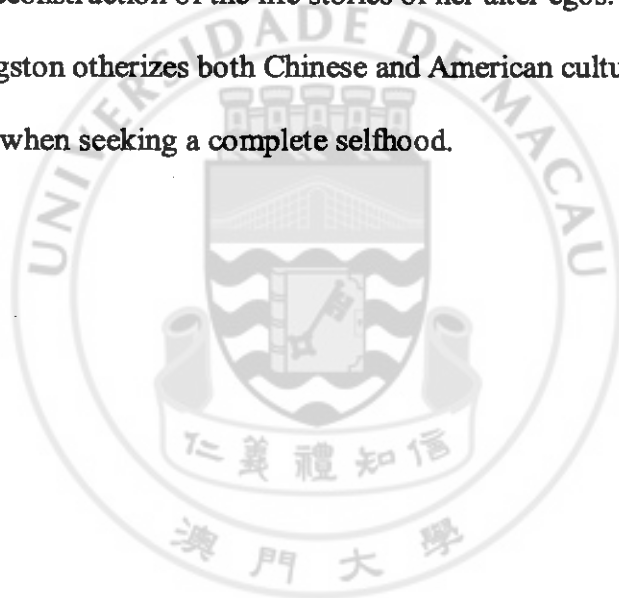 econstruction of the life stories of her alter egos.
gston otherizes both Chinese and American cultu
when seeking a complete selfhood.
UNIVERSIDADE DE MACAU
仁義禮知信
澳門大學